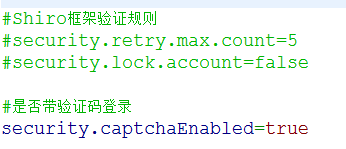 #Shiro框架验证规则
#security.retry.max.count=5
#security.lock.account=false
#是否带验证码登录
security.captchaEnabled=true